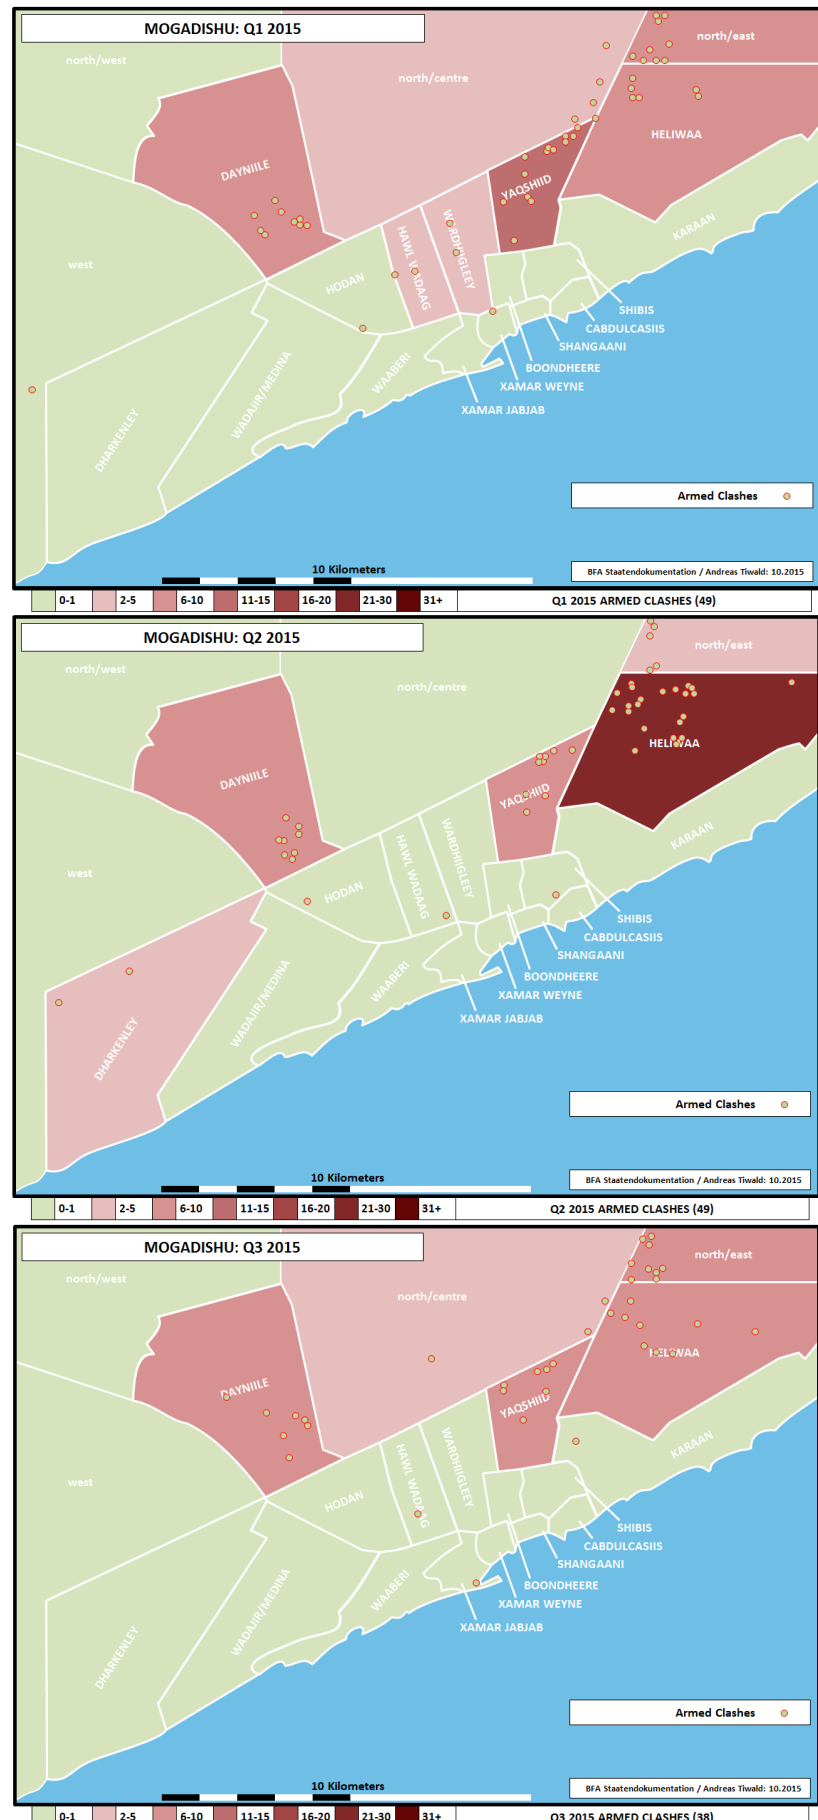 MOGADISHU: Q1 2015
north/west
north/centre
north/east
DAYNIILE
HELIWAA
YAQSHIID
KARAAN
west
HODAN
HAWL WADAAG
WARDHIIGLEEY
SHIBIS
CABDULCASIIS
SHANGAANI
BOONDHEERE
XAMAR WEYNE
XAMAR JABJAB
WAABERI
WADAJIR/MEDINA
DHARKENLEY
Armed Clashes
10 Kilometers
BFA Staatendokumentation / Andreas Tiwald: 10.2015
0-1 2-5 6-10 11-15 16-20 21-30 31+ Q1 2015 ARMED CLASHES (49)
MOGADISHU: Q2 2015
north/west
north/centre
north/east
DAYNIILE
HELIWAA
YAQSHIID
KARAAN
west
HODAN
HAWL WADAAG
WARDHIIGLEEY
SHIBIS
CABDULCASIIS
SHANGAANI
BOONDHEERE
XAMAR WEYNE
XAMAR JABJAB
WAABERI
WADAJIR/MEDINA
DHARKENLEY
Armed Clashes
10 Kilometers
BFA Staatendokumentation / Andreas Tiwald: 10.2015
0-1 2-5 6-10 11-15 16-20 21-30 31+ Q2 2015 ARMED CLASHES (49)
MOGADISHU: Q3 2015
north/west
north/centre
north/east
DAYNIILE
HELIWAA
YAQSHIID
KARAAN
west
HODAN
HAWL WADAAG
WARDHIIGLEEY
SHIBIS
CABDULCASIIS
SHANGAANI
BOONDHEERE
XAMAR WEYNE
XAMAR JABJAB
WAABERI
WADAJIR/MEDINA
DHARKENLEY
Armed Clashes
10 Kilometers
BFA Staatendokumentation / Andreas Tiwald: 10.2015
0-1 2-5 6-10 11-15 16-20 21-30 31+ Q3 2015 ARMED CLASHES (38)